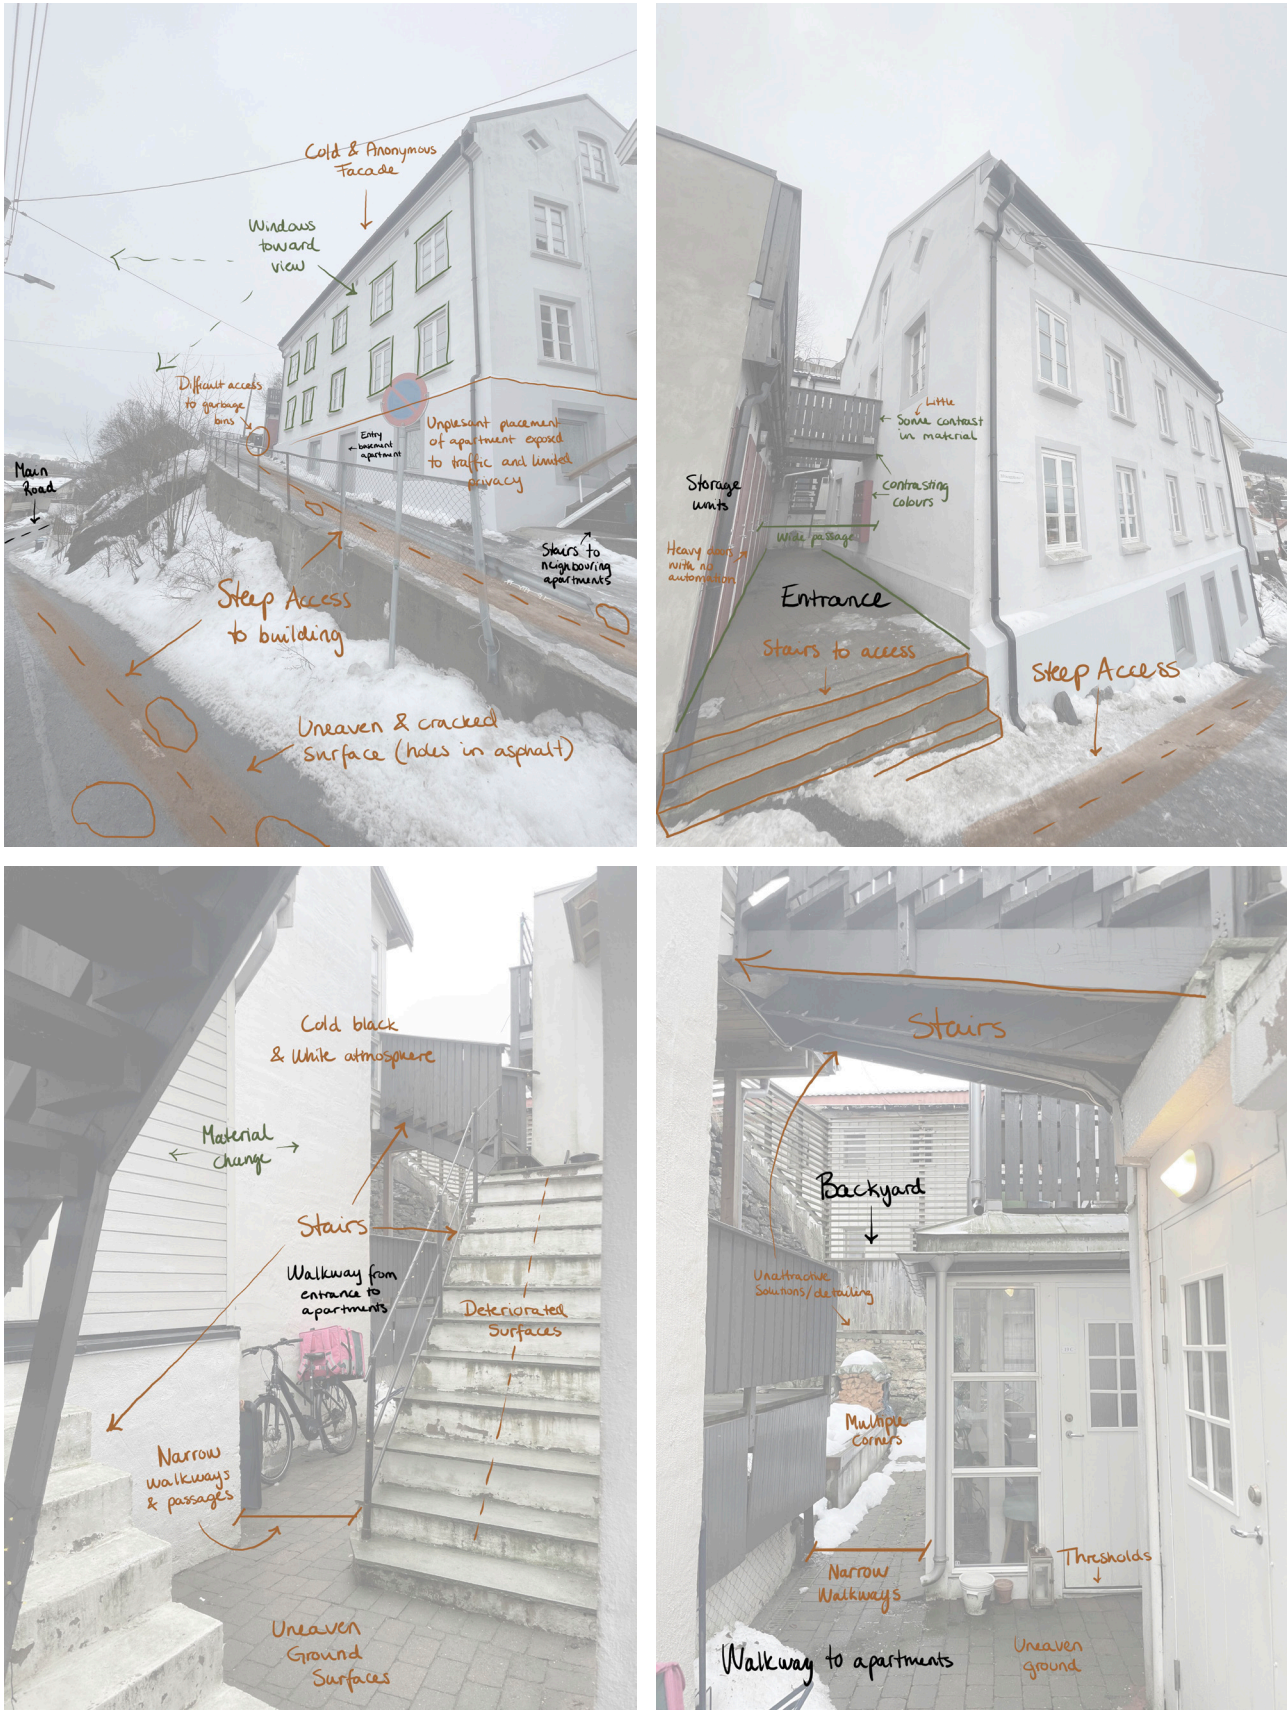 Cold & Anonymous
Facade
Windows
toward
view
Difficult access
to garbage
bins
Entry
basement
apartment
Unplesant placement
of apartment exposed
to traffic and limited
privacy
Main
Road
Stairs to
neighbouring
apartments
Steep Access
to building
Uneaven & cracked
surface (holes in asphalt)
Little
Some contrast
in material
contrasting
colours
Storage
units
Wide passage
Heavy doors
with no
automation
Entrance
Stairs to access
Steep Access
Cold black
& White atmosphere
Material
change
Stairs
Walkway from
entrance to
apartments
Deteriorated
Surfaces
Narrow
walkways
& passages
Uneaven
Ground
Surfaces
Stairs
Backyard
Unattractive
Solutions/detailing
Multiple
Corners
Narrow
Walkways
Thresholds
Walkway to apartments
Uneaven
ground